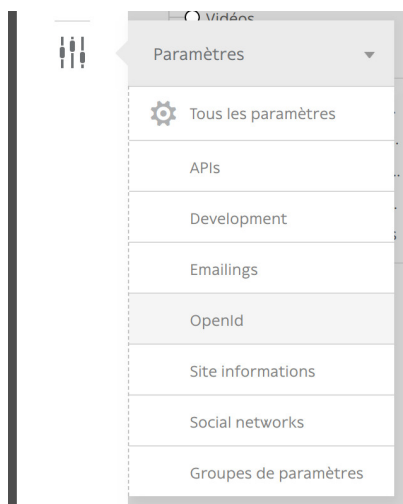 Vidéos
Paramètres
Tous les paramètres
APIs
Development
Emailings
OpenId
Site informations
Social networks
Groupes de paramètres